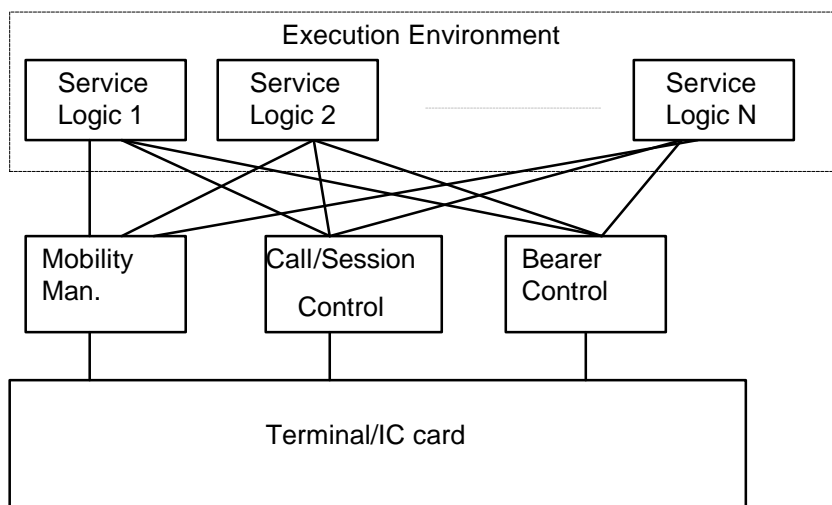 Execution Environment
Service
Logic 1
Service
Logic 2
Service
Logic N
Mobility
Man.
Call/Session
Control
Bearer
Control
Terminal/IC card